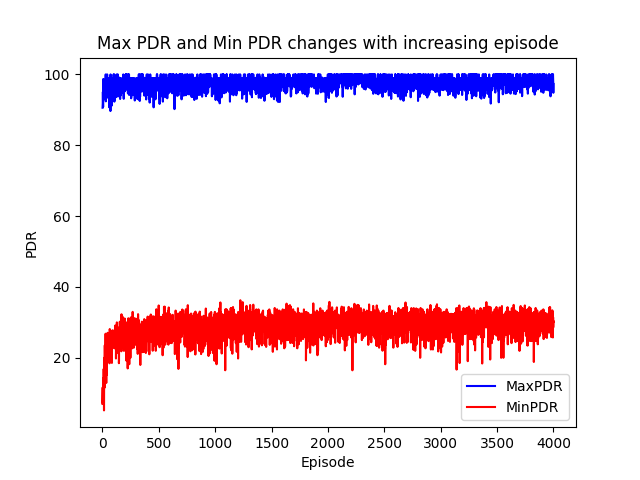 Max PDR and Min PDR changes with increasing episode
100
80
60
40
20
PDR
0 500 1000 1500 2000 2500 3000 3500 4000
Episode
MaxPDR
MinPDR